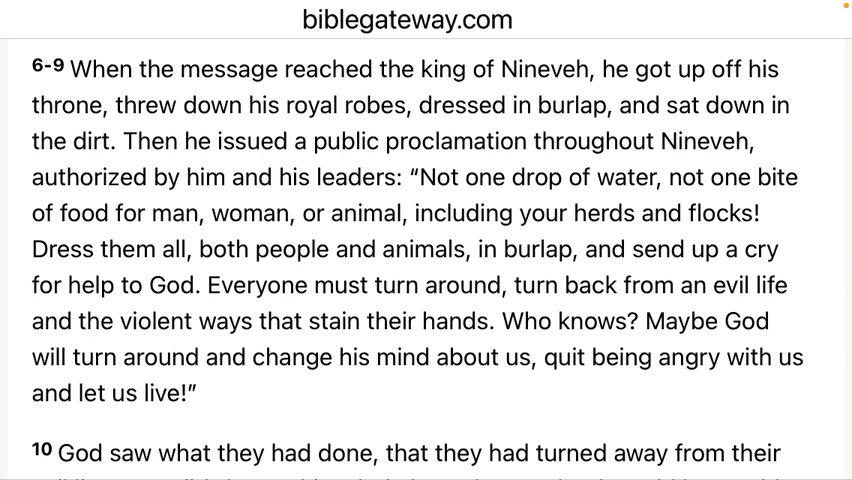 biblegateway.com
6-9 When the message reached the king of Nineveh, he got up off his
throne, threw down his royal robes, dressed in burlap, and sat down in
the dirt. Then he issued a public proclamation throughout Nineveh,
authorized by him and his leaders: “Not one drop of water, not one bite
of food for man, woman, or animal, including your herds and flocks!
Dress them all, both people and animals, in burlap, and send up a cry
for help to God. Everyone must turn around, turn back from an evil life
and the violent ways that stain their hands. Who knows? Maybe God
will turn around and change his mind about us, quit being angry with us
and let us live!”
10 God saw what they had done, that they had turned away from their